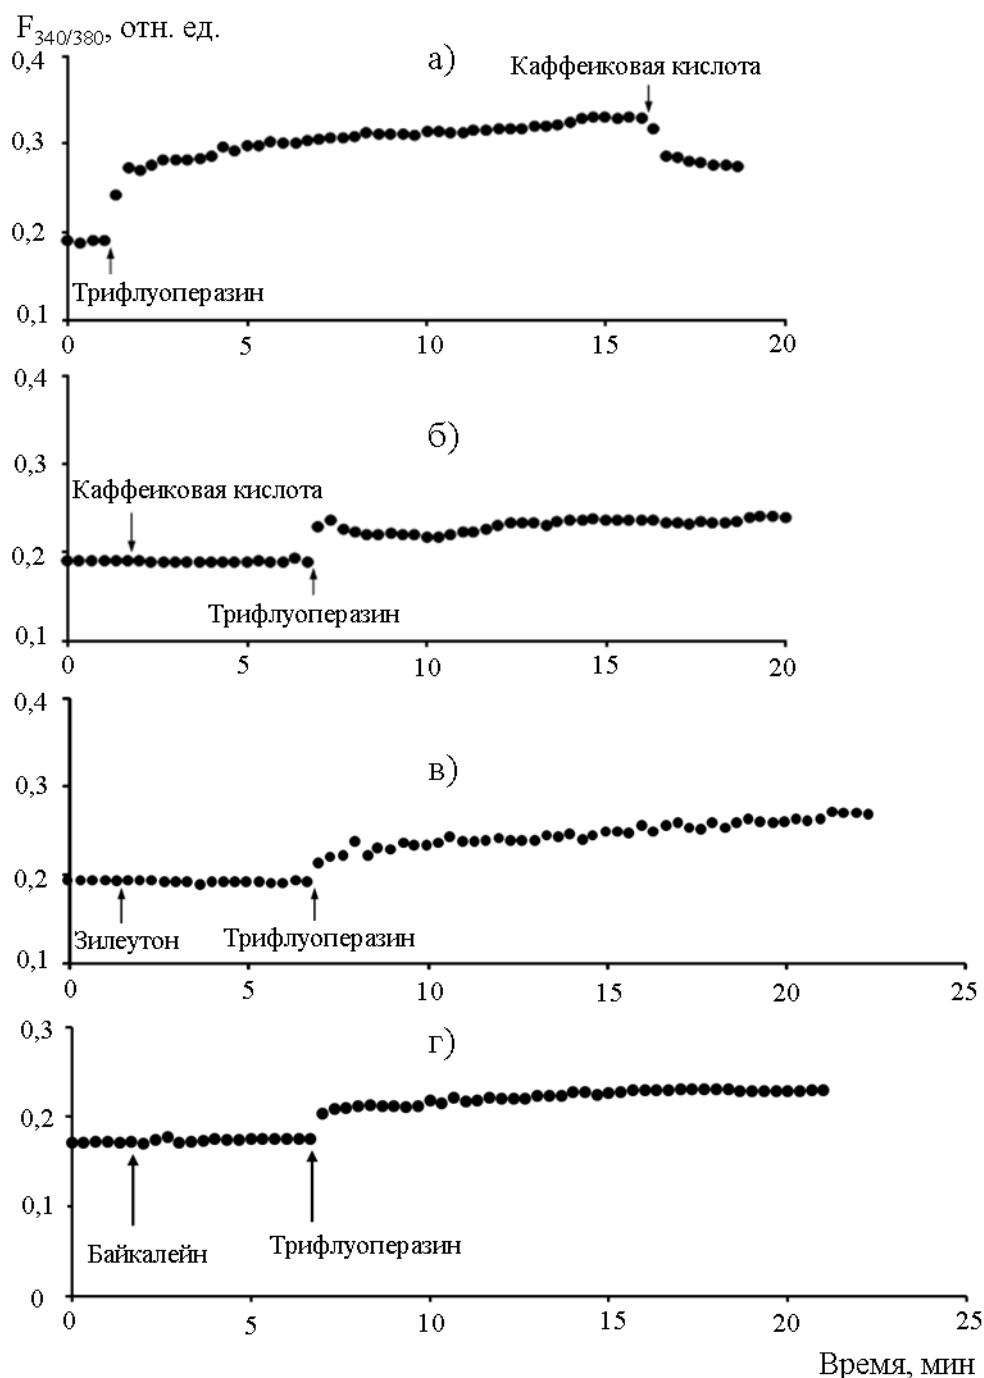 F340/380, отн. ед.
0,4
а)
Каффеиковая кислота
0,3
0,2
Трифлуоперазин
0,1
0 5 10 15 20
0,4
б)
0,3
Каффеиковая кислота
0,2
Трифлуоперазин
0,1
0 5 10 15 20
0,4
в)
0,3
0,2
Зилеутон Трифлуоперазин
0,1
0 5 10 15 20 25
0,3
г)
0,2
0,1
Байкалейн Трифлуоперазин
0
0 5 10 15 20 25
Время, мин